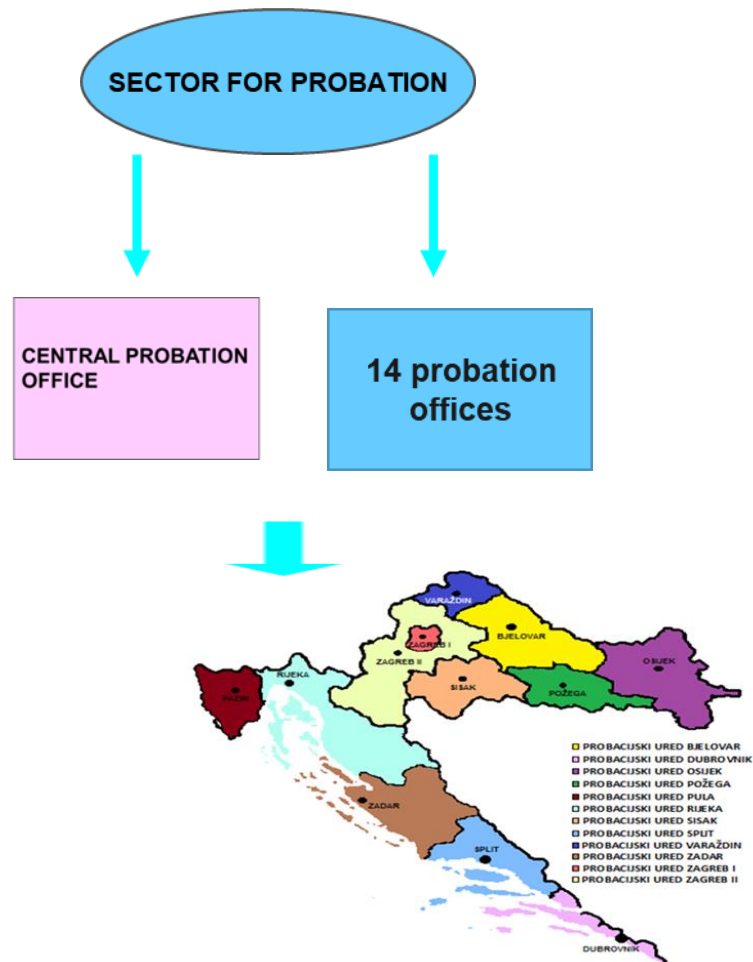 SECTOR FOR PROBATION
CENTRAL PROBATION
OFFICE
14 probation
offices
VARAŽDIN
BJELOVAR
ZAGREB I
ZAGREB II
OSIJEK
RIJEKA
PAZIN
SISAK
POŽEGA
ZADAR
SPLIT
DUBROVNIK
PROBACIJSKI URED BJELOVAR
PROBACIJSKI URED DUBROVNIK
PROBACIJSKI URED OSIJEK
PROBACIJSKI URED POŽEGA
PROBACIJSKI URED PULA
PROBACIJSKI URED RIJEKA
PROBACIJSKI URED SISAK
PROBACIJSKI URED SPLIT
PROBACIJSKI URED VARAŽDIN
PROBACIJSKI URED ZADAR
PROBACIJSKI URED ZAGREB I
PROBACIJSKI URED ZAGREB II